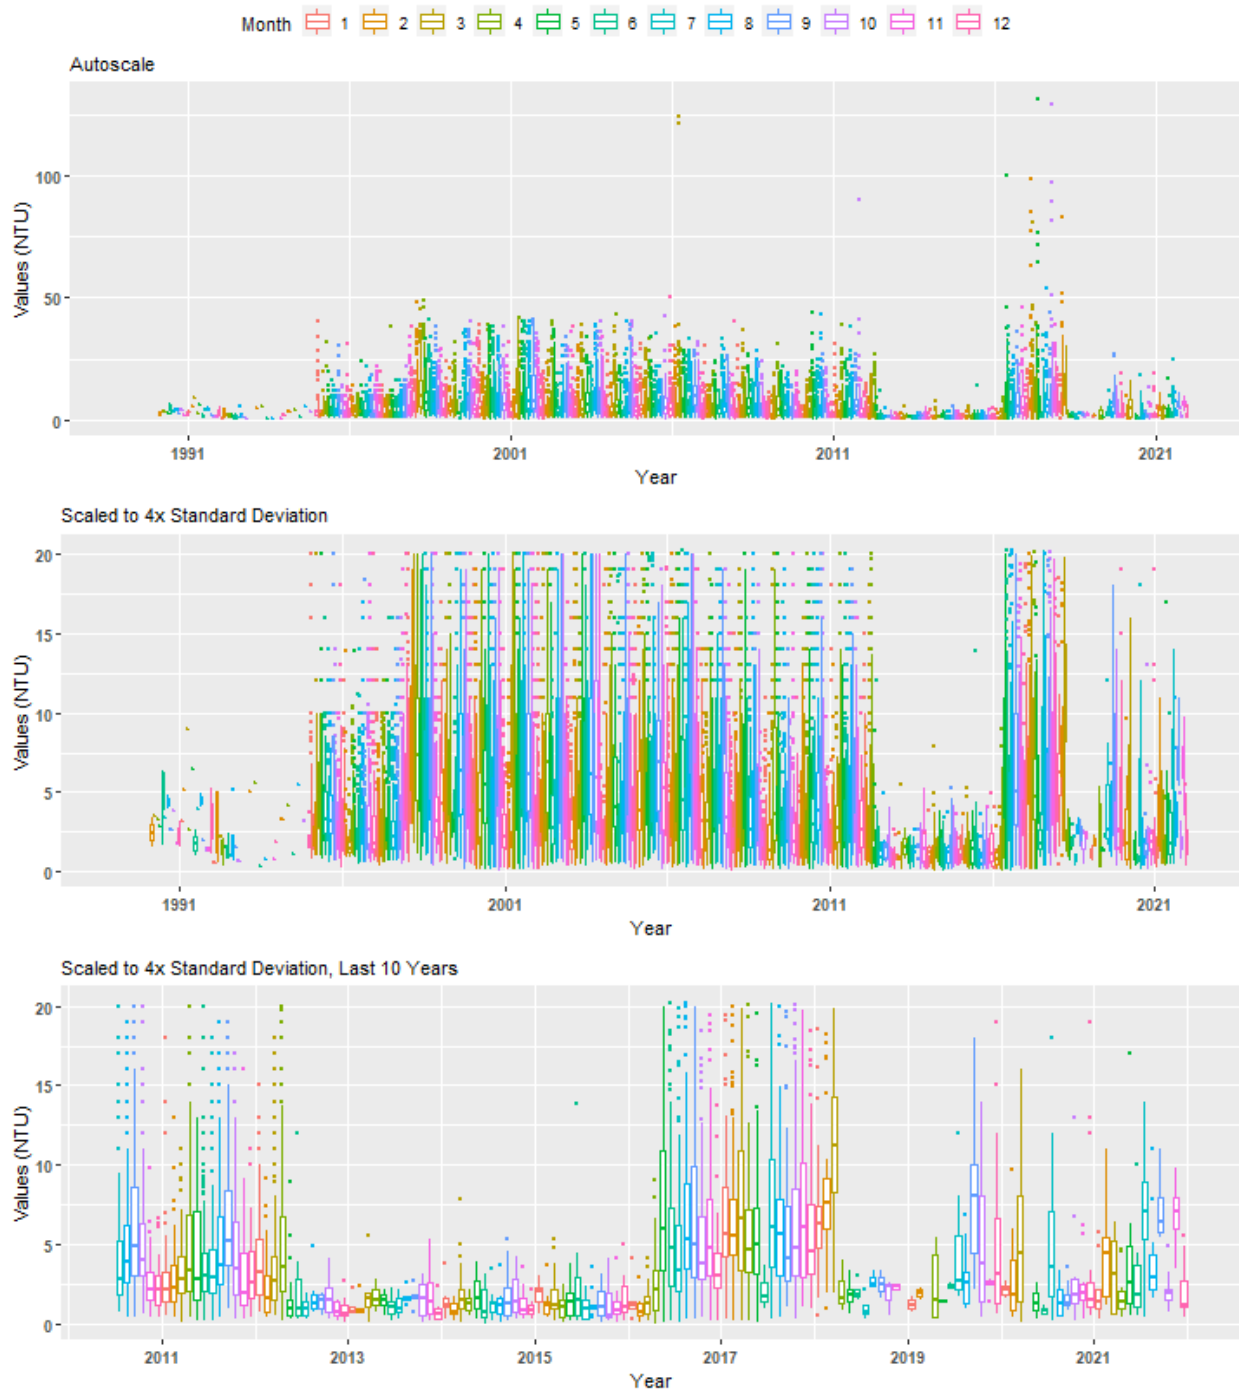 Month 1 2 3 4 5 6 7 8 9 10 11 12
Autoscale
Values (NTU)
100
50
0
1991 2001 2011 2021
Year
Scaled to 4x Standard Deviation
Values (NTU)
20
15
10
5
0
1991 2001 2011 2021
Year
Scaled to 4x Standard Deviation, Last 10 Years
Values (NTU)
20
15
10
5
0
2011 2013 2015 2017 2019 2021
Year